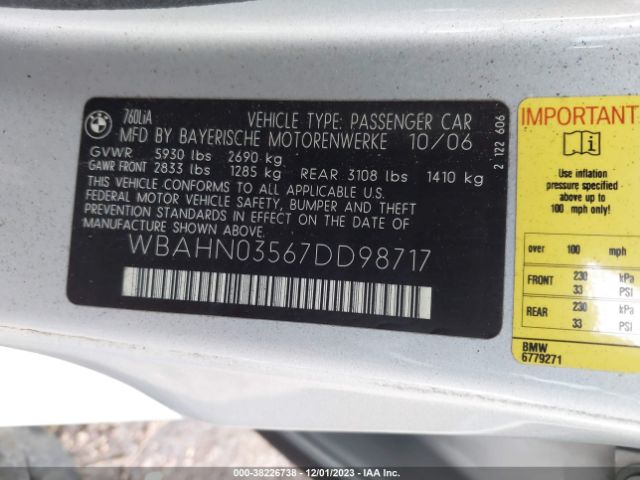 BMW
760LiA VEHICLE TYPE: PASSENGER CAR
MFD BY BAYERISCHE MOTORENWERKE 10/06
GVWR 5930 lbs 2690 kg
GAWR FRONT 2833 lbs 1285 kg REAR 3108 lbs 1410 kg
THIS VEHICLE CONFORMS TO ALL APPLICABLE U.S.
FEDERAL MOTOR VEHICLE SAFETY, BUMPER AND THEFT
PREVENTION STANDARDS IN EFFECT ON THE DATE OF
MANUFACTURE SHOWN ABOVE.
WBAHN03567DD98717
2 122 606
IMPORTANT
Use inflation
pressure specified
above for up to
100 mph only!
over 100 mph
FRONT 230 kPa
33 PSI
REAR 230 kPa
33 PSI
BMW
6779271
000-38226738 - 12/01/2023 - IAA Inc.